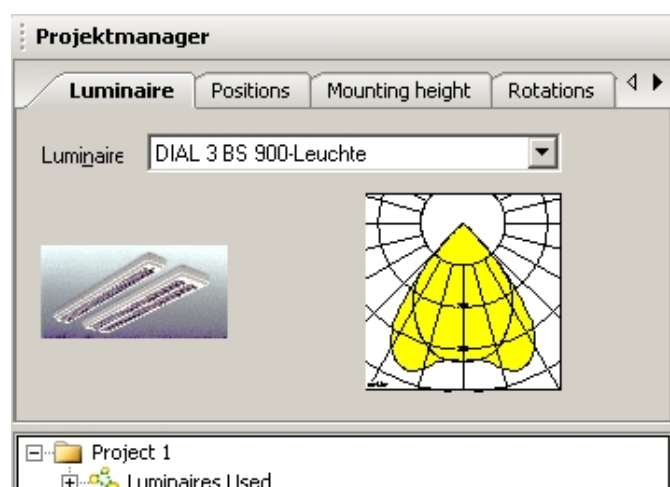 Projektmanager
Luminaire Positions Mounting height Rotations
Luminaire DIAL 3 BS 900-Leuchte
Project 1
Luminaires Used